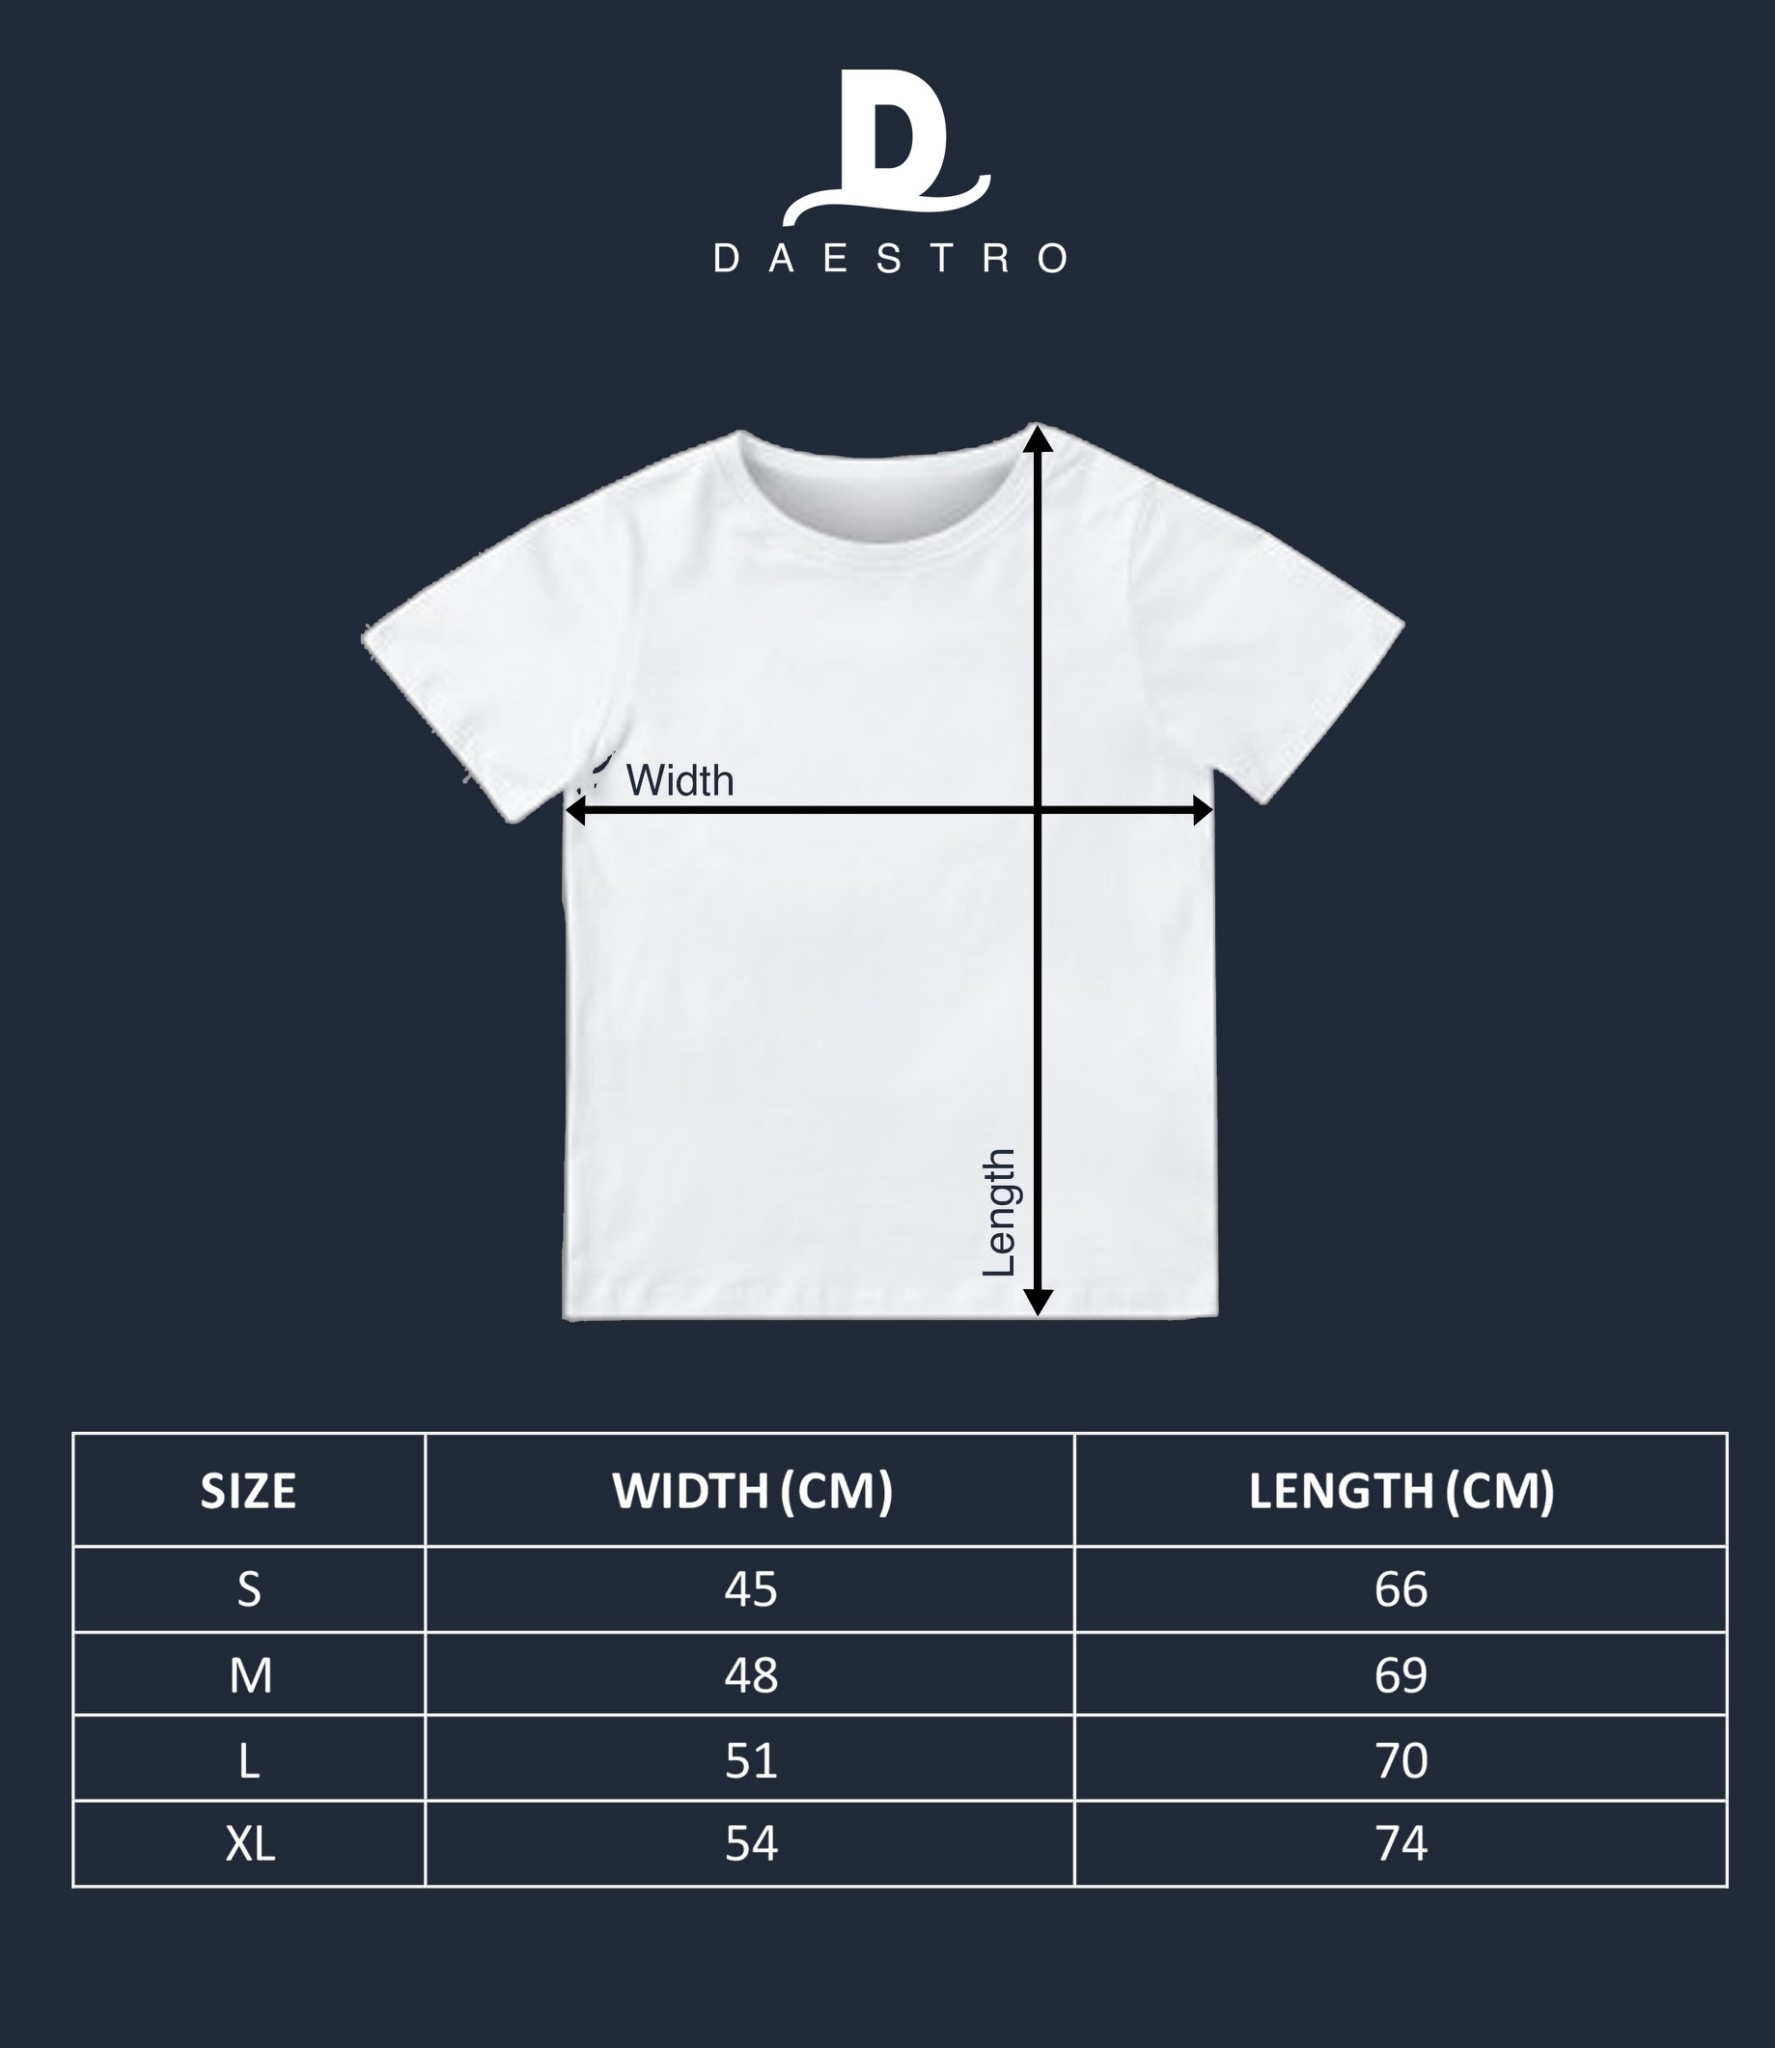 D
DAESTRO
Width
Length
SIZE WIDTH (CM) LENGTH (CM)
S 45 66
M 48 69
L 51 70
XL 54 74